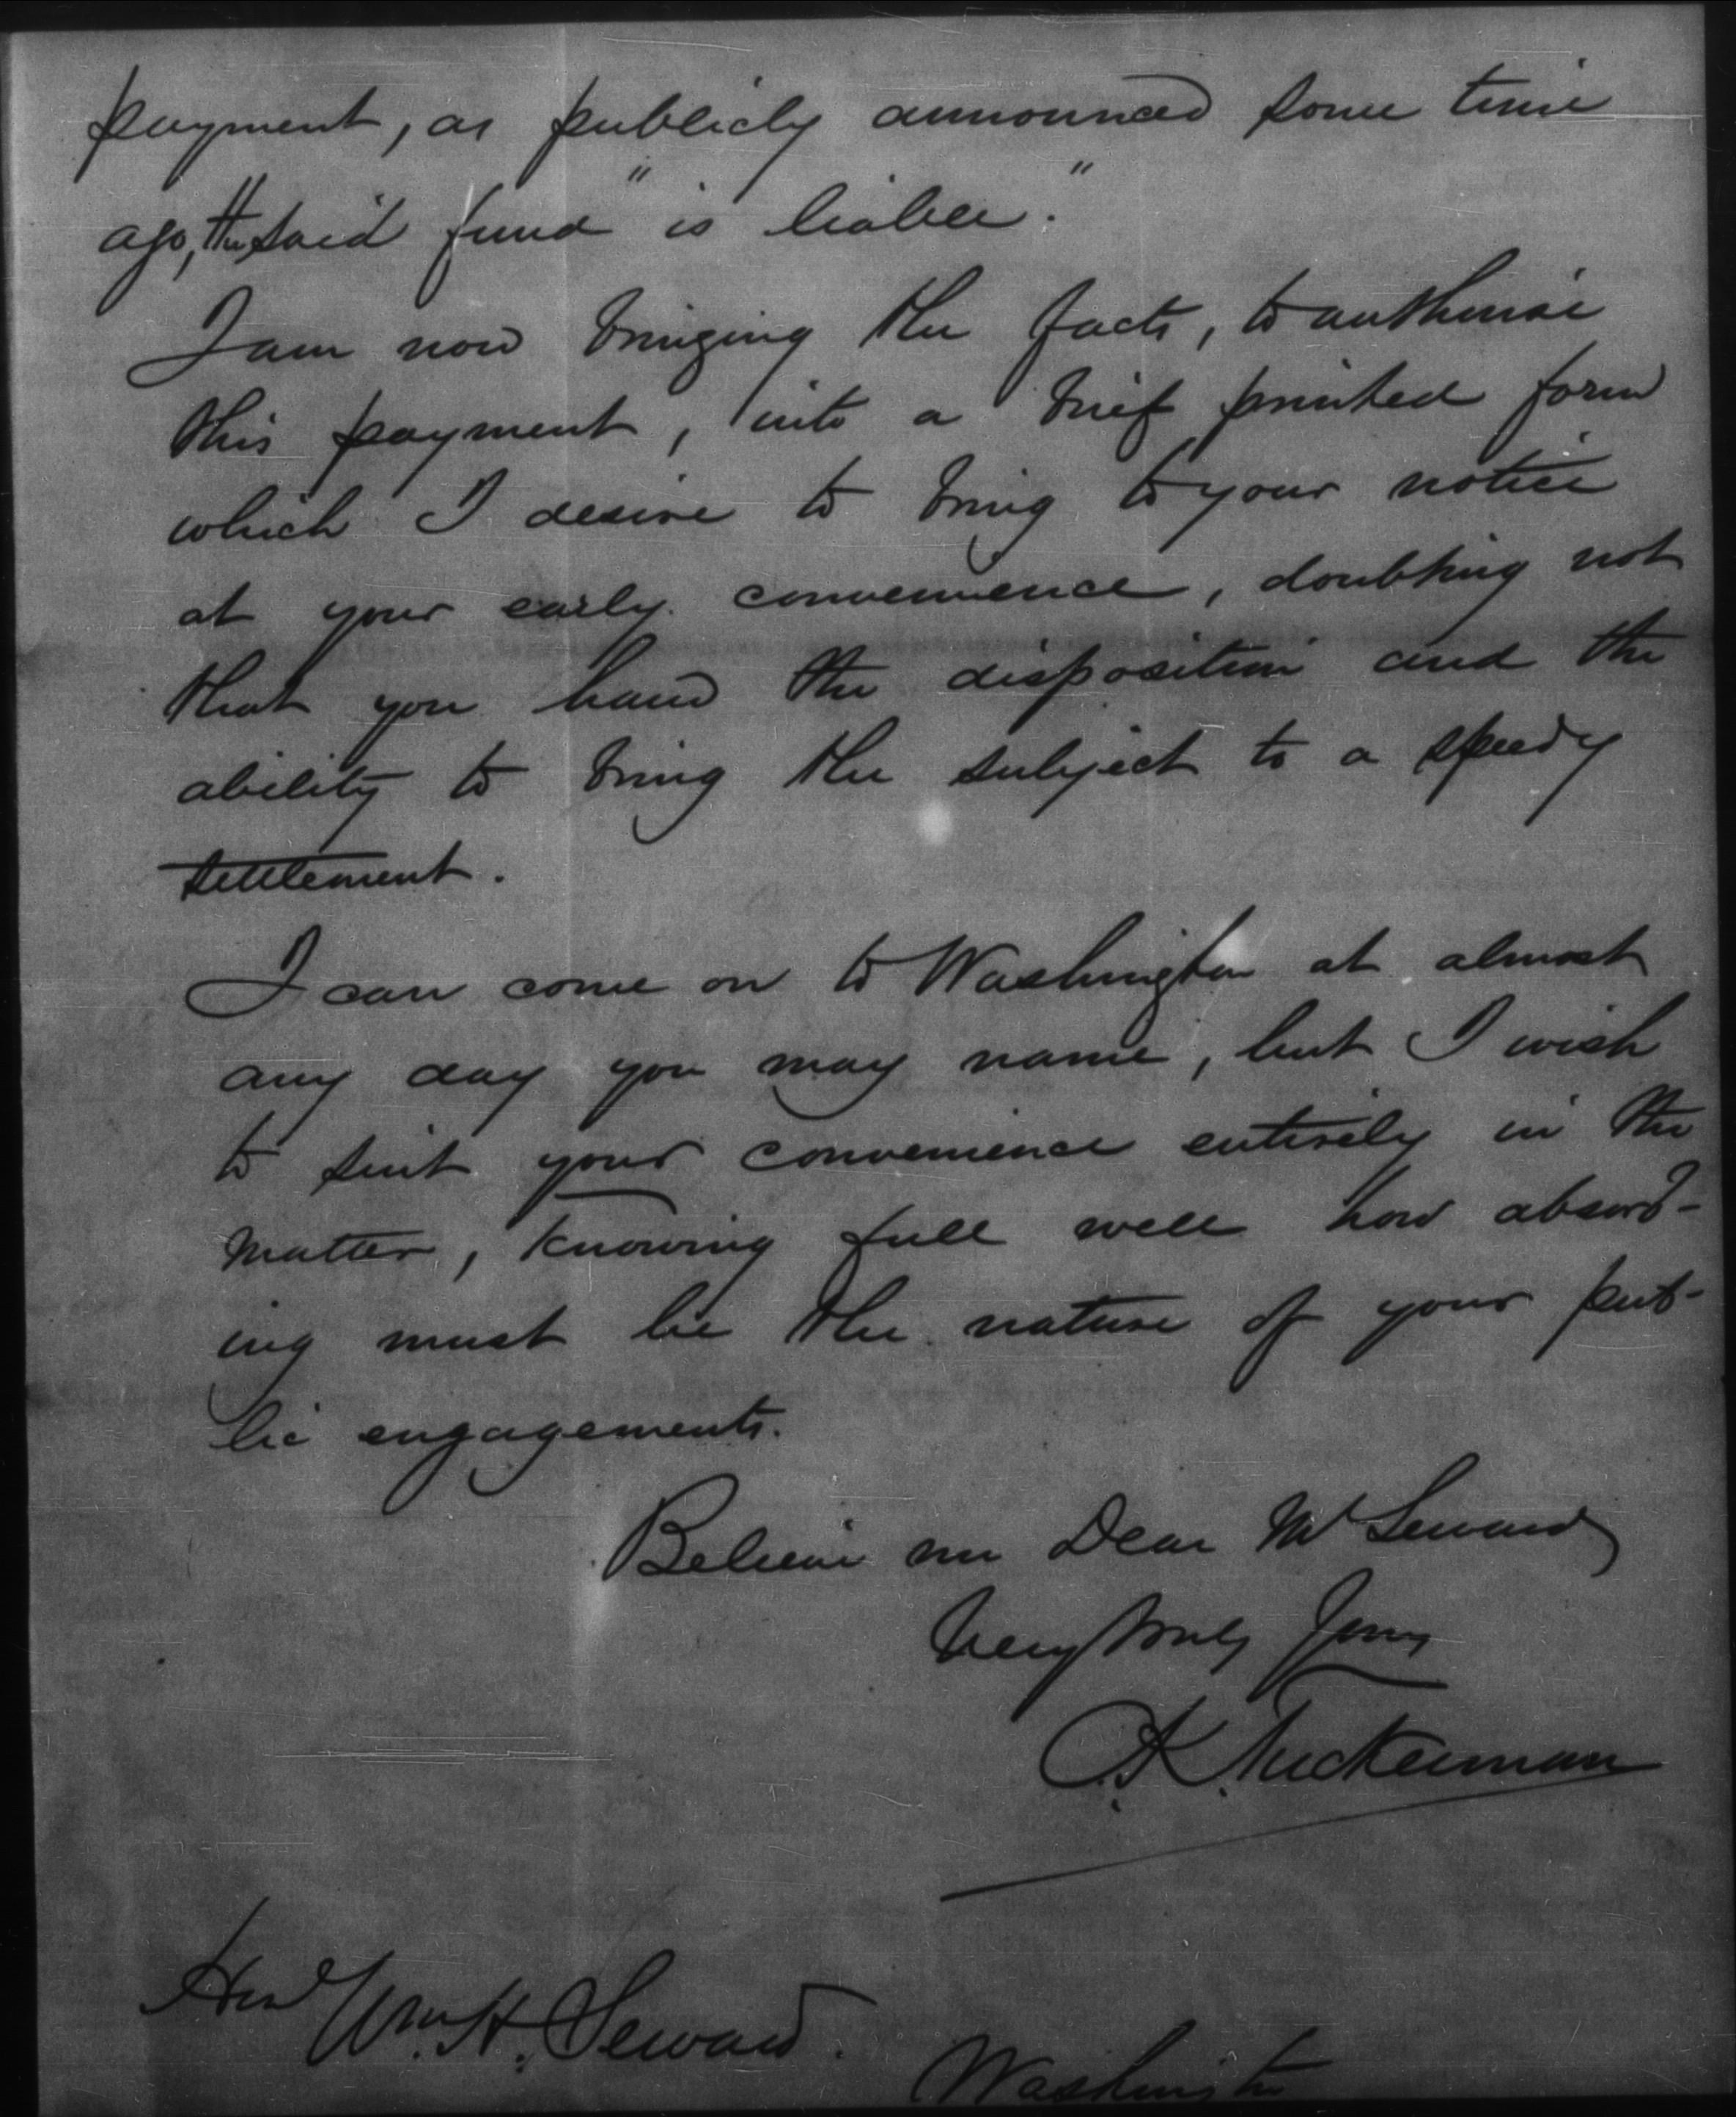 payment, as publicly announced some time
ago, the said fund "is liable."
I am now bringing the facts, to authorise
this payment, into a brief printed form
which I desire to bring to your notice
at your early convenience, doubting not
that you have the disposition and the
ability to bring the subject to a speedy
settlement.
I can come on to Washington at almost
any day you may name, but I wish
to suit your convenience entirely in the
matter, knowing full well how absorb-
ing must be the nature of your pub-
lic engagements.
Believe me Dear Mr Seward
Very truly Yours
C. K. Tuckerman
Hon Wm. H. Seward.
Washington